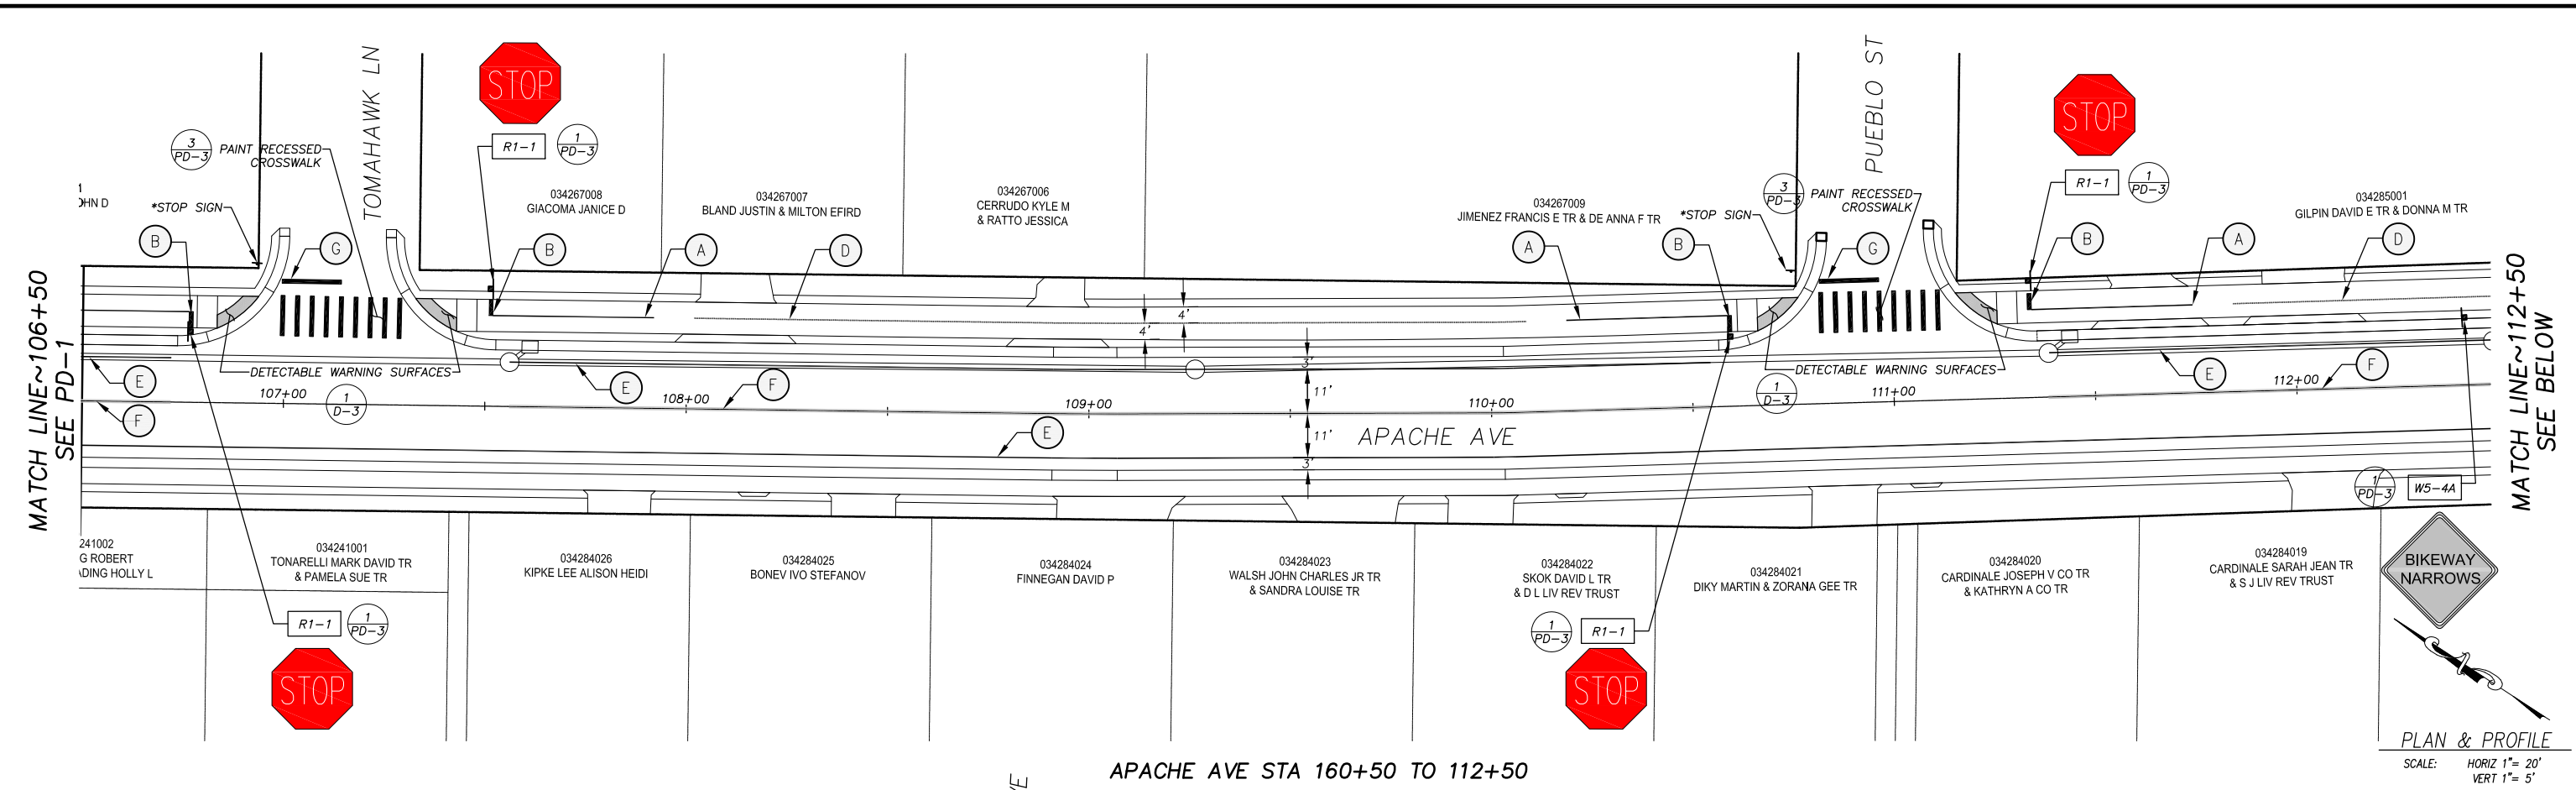 MATCH LINE~106+50
SEE PD-1
TOMAHAWK LN
STOP
R1-1
1
PD-3
3
PD-3
PAINT RECESSED
CROSSWALK
*STOP SIGN
B
G
B
A
D
OHN D
034267008
GIACOMA JANICE D
034267007
BLAND JUSTIN & MILTON EFIRD
034267006
CERRUDO KYLE M
& RATTO JESSICA
034267009
JIMENEZ FRANCIS E TR & DE ANNA F TR
A
B
*STOP SIGN
3
PD-3
PAINT RECESSED
CROSSWALK
G
PUEBLO ST
STOP
R1-1
1
PD-3
B
A
D
034285001
GILPIN DAVID E TR & DONNA M TR
MATCH LINE~112+50
SEE BELOW
DETECTABLE WARNING SURFACES
DETECTABLE WARNING SURFACES
E
F
107+00
1
D-3
E
108+00
F
109+00
E
4'
4'
3'
11'
11'
3'
110+00
APACHE AVE
1
D-3
111+00
E
112+00
F
1
PD-3
W5-4A
BIKEWAY
NARROWS
241002
G ROBERT
ADING HOLLY L
034241001
TONARELLI MARK DAVID TR
& PAMELA SUE TR
034284026
KIPKE LEE ALISON HEIDI
034284025
BONEV IVO STEFANOV
034284024
FINNEGAN DAVID P
034284023
WALSH JOHN CHARLES JR TR
& SANDRA LOUISE TR
034284022
SKOK DAVID L TR
& D L LIV REV TRUST
034284021
DIKY MARTIN & ZORANA GEE TR
034284020
CARDINALE JOSEPH V CO TR
& KATHRYN A CO TR
034284019
CARDINALE SARAH JEAN TR
& S J LIV REV TRUST
R1-1
1
PD-3
STOP
1
PD-3
R1-1
STOP
APACHE AVE STA 160+50 TO 112+50
PLAN & PROFILE
SCALE: HORIZ 1"= 20'
VERT 1"= 5'